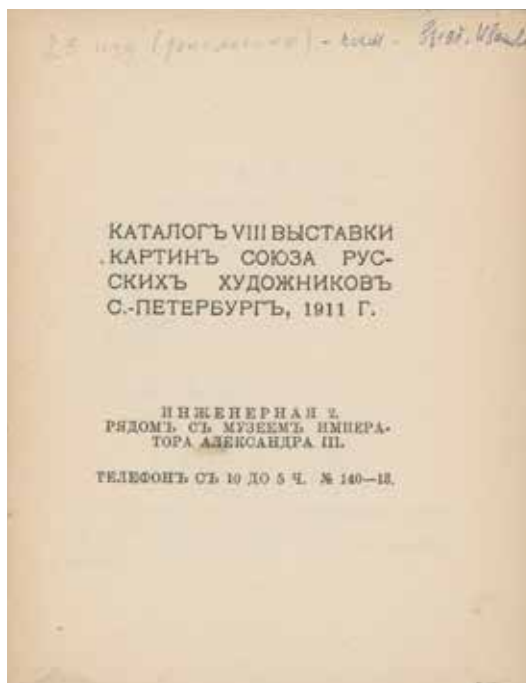 КАТАЛОГЪ VIII ВЫСТАВКИ
КАРТИНЪ СОЮЗА РУС-
СКИХЪ ХУДОЖНИКОВЪ
С.-ПЕТЕРБУРГЪ, 1911 Г.
ИНЖЕНЕРНАЯ 2.
РЯДОМЪ СЪ МУЗЕЕМЪ ИМПЕРА-
ТОРА АЛЕКСАНДРА III.
ТЕЛЕФОНЪ СЪ 10 ДО 5 Ч. № 140—13.